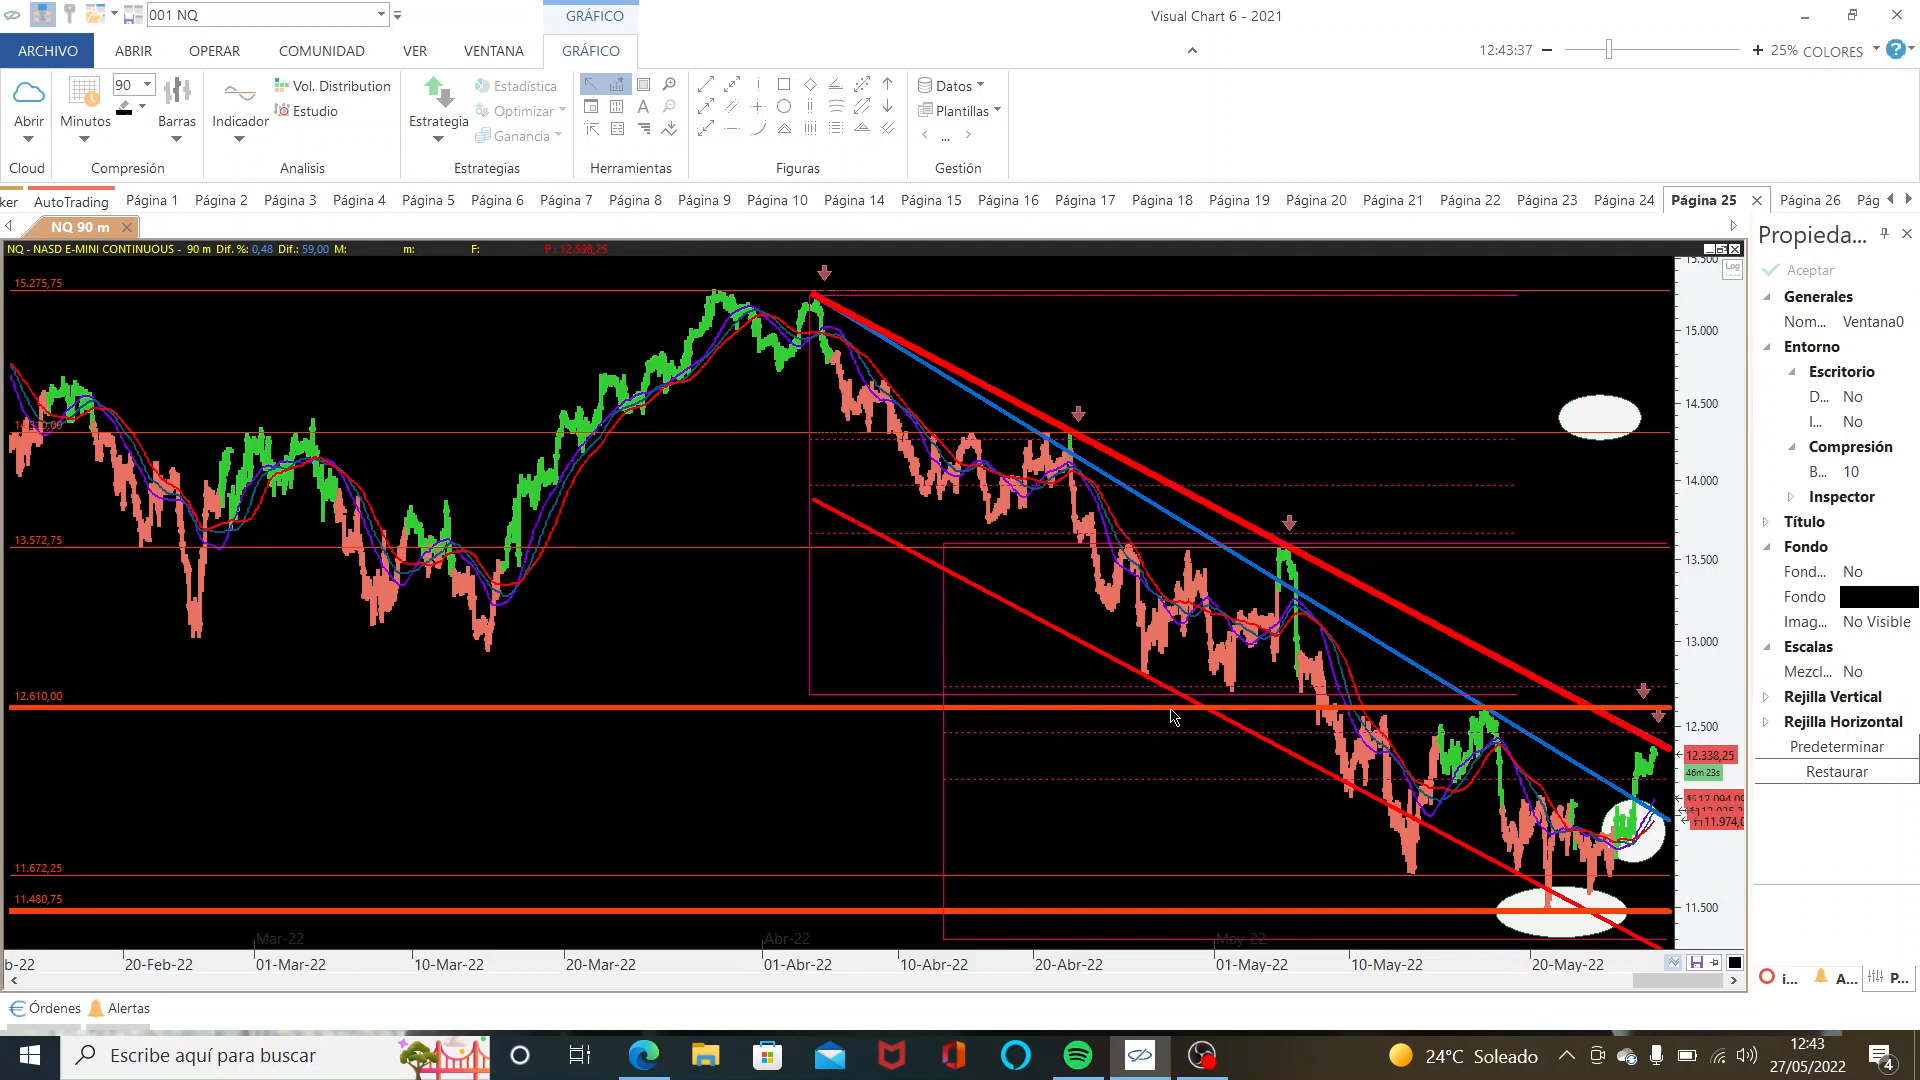 001 NQ
GRÁFICO
Visual Chart 6 - 2021
ARCHIVO ABRIR OPERAR COMUNIDAD VER VENTANA GRÁFICO
12:43:37 25% COLORES
90
Vol. Distribution
Estudio
Estadística
Optimizar
Ganancia
Datos
Plantillas
...
Abrir Minutos Barras Indicador Estrategia
Cloud Compresión Analisis Estrategias Herramientas Figuras Gestión
ker AutoTrading Página 1 Página 2 Página 3 Página 4 Página 5 Página 6 Página 7 Página 8 Página 9 Página 10 Página 14 Página 15 Página 16 Página 17 Página 18 Página 19 Página 20 Página 21 Página 22 Página 23 Página 24 Página 25 Página 26 Pág
NQ 90 m
NQ - NASD E-MINI CONTINUOUS - 90 m Dif. %: 0,48 Dif.: 59,00 M: m: F: P.: 12.598,25
Log
15.275,75
13.572,75
12.610,00
11.672,25
11.480,75
15.500
15.000
14.500
14.000
13.500
13.000
12.500
12.338,25
46m 23s
11.500
Mar-22 Abr-22 May-22
b-22 20-Feb-22 01-Mar-22 10-Mar-22 20-Mar-22 01-Abr-22 10-Abr-22 20-Abr-22 01-May-22 10-May-22 20-May-22
Propieda...
Aceptar
Generales
Nom... Ventana0
Entorno
Escritorio
D... No
I... No
Compresión
B... 10
Inspector
Título
Fondo
Fond... No
Fondo
Imag... No Visible
Escalas
Mezcl... No
Rejilla Vertical
Rejilla Horizontal
Predeterminar
Restaurar
i... A... P...
Órdenes Alertas
Escribe aquí para buscar
24°C Soleado
12:43
27/05/2022
4